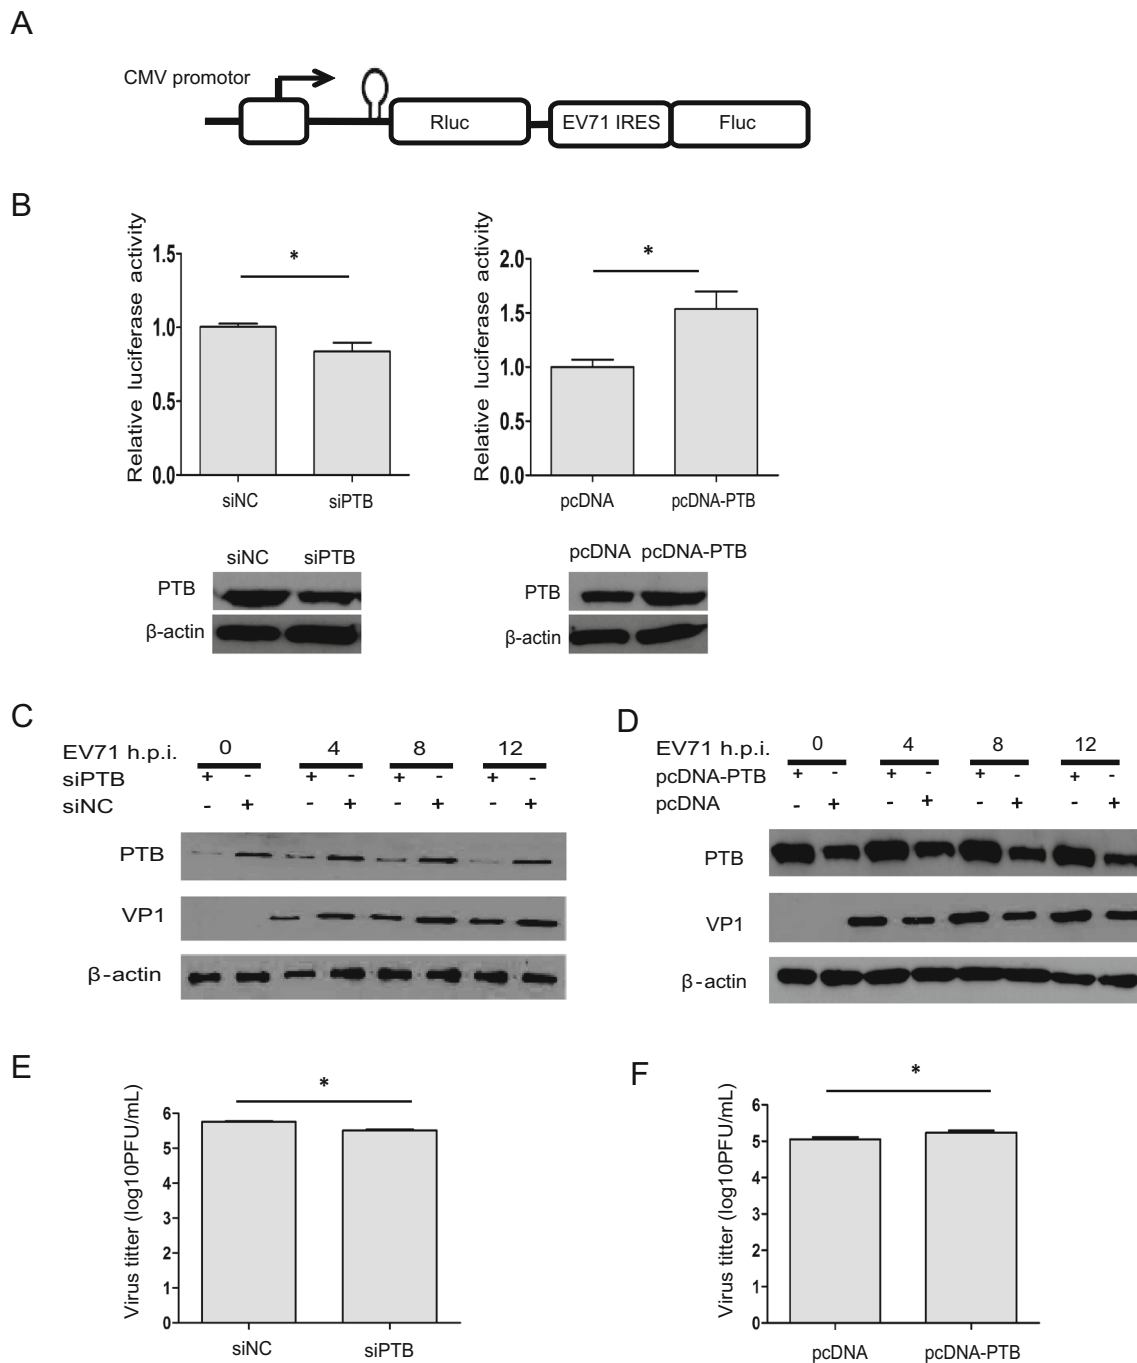 A
CMV promotor
Rluc
EV71 IRES
Fluc
B
Relative luciferase activity
1.5
1.0
0.5
0.0
*
siNC
siPTB
Relative luciferase activity
2.0
1.5
1.0
0.5
0.0
*
pcDNA
pcDNA-PTB
siNC siPTB
PTB
β-actin
pcDNA pcDNA-PTB
PTB
β-actin
C
EV71 h.p.i. 0 4 8 12
siPTB + - + - + - + -
siNC - + - + - + - +
PTB
VP1
β-actin
D
EV71 h.p.i. 0 4 8 12
pcDNA-PTB + - + - + - + -
pcDNA - + - + - + - +
PTB
VP1
β-actin
E
Virus titter (log10PFU/mL)
6
5
4
3
2
1
0
*
siNC
siPTB
F
Virus titter (log10PFU/mL)
6
5
4
3
2
1
0
*
pcDNA
pcDNA-PTB